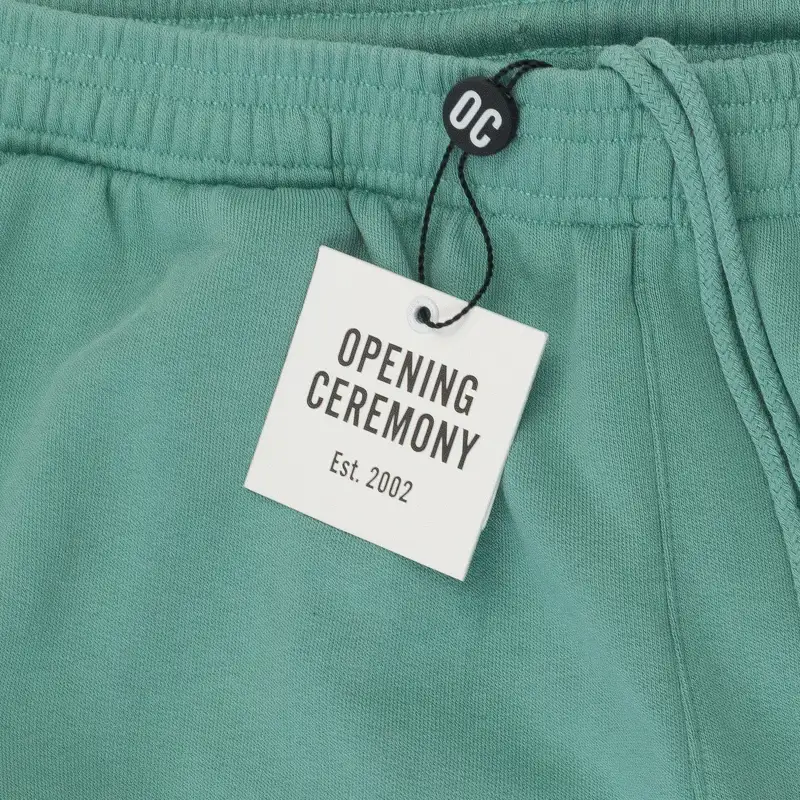 OC
OPENING
CEREMONY
Est. 2002